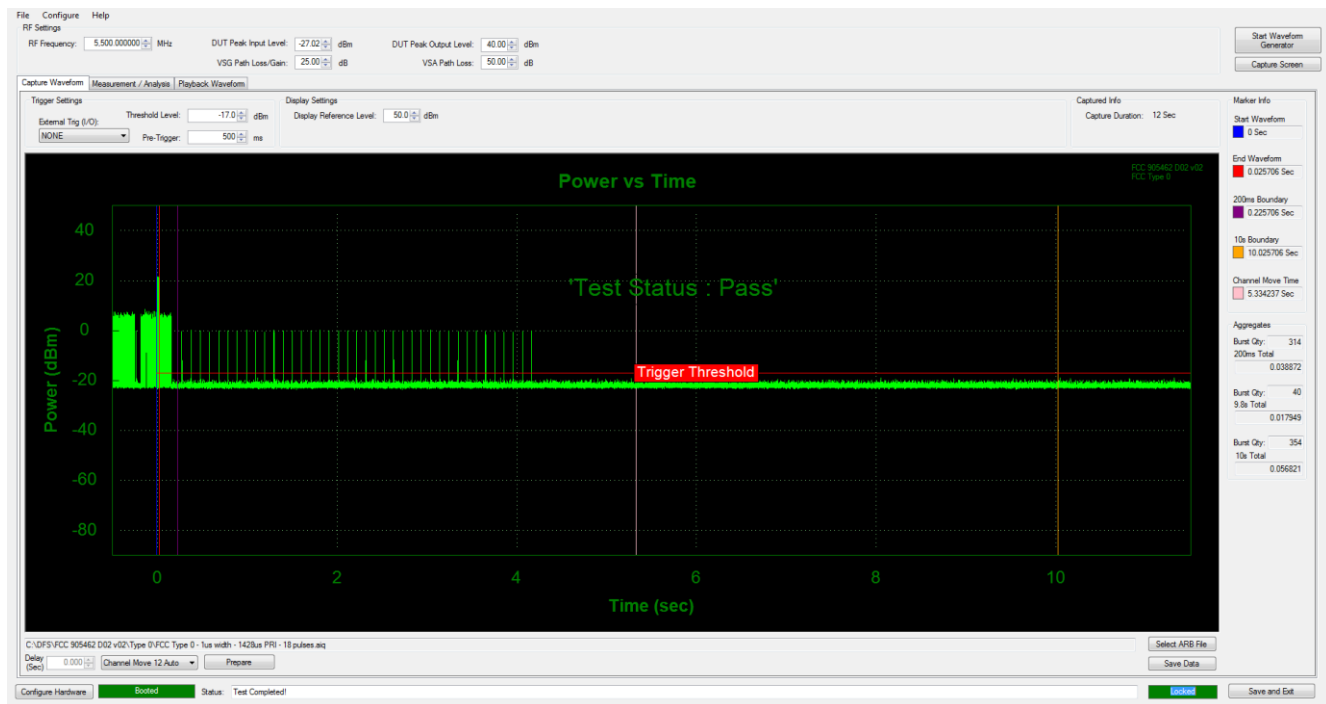 File Configure Help
RF Settings
RF Frequency: 5,500.000000 MHz DUT Peak Input Level: -27.02 dBm DUT Peak Output Level: 40.00 dBm
VSG Path Loss/Gain: 25.00 dB VSA Path Loss: 50.00 dB
Start Waveform Generator
Capture Screen
Capture Waveform Measurement / Analysis Playback Waveform
Trigger Settings
External Trig (I/O): Threshold Level: -17.0 dBm
NONE Pre-Trigger: 500 ms
Display Settings
Display Reference Level: 50.0 dBm
Captured Info
Capture Duration: 12 Sec
Marker Info
Start Waveform
0 Sec
End Waveform
0.025706 Sec
200ms Boundary
0.225706 Sec
10s Boundary
10.025706 Sec
Channel Move Time
5.334237 Sec
Aggregates
Burst Qty: 314
200ms Total
0.038872
Burst Qty: 40
9.8s Total
0.017949
Burst Qty: 354
10s Total
0.056821
Power vs Time
FCC 905462 D02 v02
FCC Type 0
'Test Status : Pass'
Trigger Threshold
Power (dBm)
40
20
0
-20
-40
-60
-80
0 2 4 6 8 10
Time (sec)
C:\DFS\FCC 905462 D02 v02\Type 0\FCC Type 0 - 1us width - 1428us PRI - 18 pulses.aiq
Select ARB File
Delay (Sec) 0.000 Channel Move 12 Auto Prepare
Save Data
Configure Hardware Booted Status: Test Completed! Locked Save and Exit